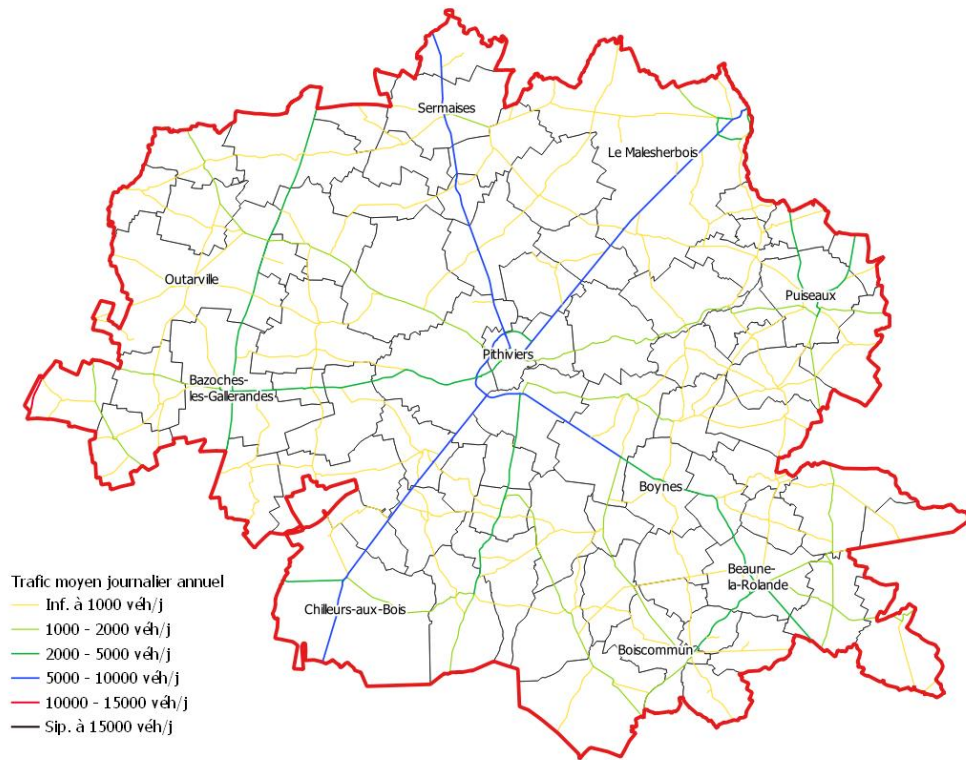 Sermaises
Le Malesherbois
Outarville
Puiseaux
Pithiviers
Bazoches-
les-Gallerandes
Boynes
Beaune-
la-Rolande
Chilleurs-aux-Bois
Boiscommun
Trafic moyen journalier annuel
Inf. à 1000 véh/j
1000 - 2000 véh/j
2000 - 5000 véh/j
5000 - 10000 véh/j
10000 - 15000 véh/j
Sip. à 15000 véh/j